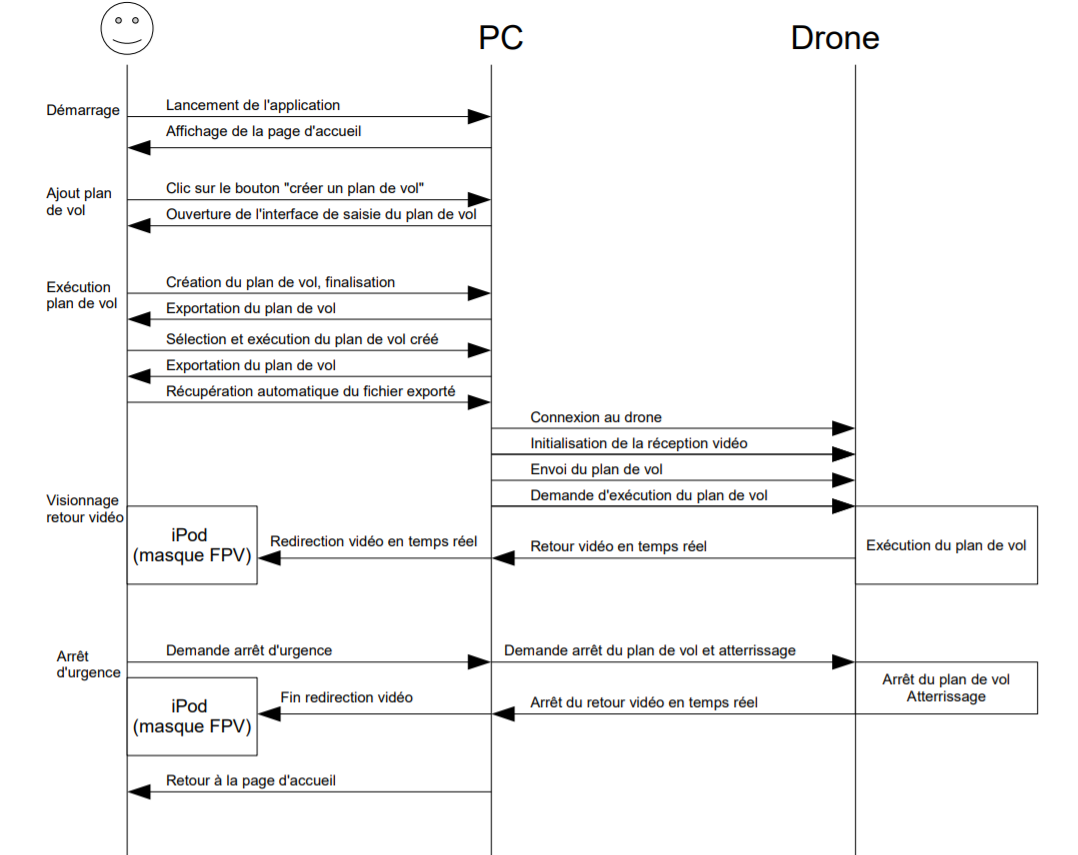 PC
Drone
Démarrage
Lancement de l'application
Affichage de la page d'accueil
Ajout plan
de vol
Clic sur le bouton "créer un plan de vol"
Ouverture de l'interface de saisie du plan de vol
Exécution
plan de vol
Création du plan de vol, finalisation
Exportation du plan de vol
Sélection et exécution du plan de vol créé
Exportation du plan de vol
Récupération automatique du fichier exporté
Connexion au drone
Initialisation de la réception vidéo
Envoi du plan de vol
Demande d'exécution du plan de vol
Visionnage
retour vidéo
iPod
(masque FPV)
Redirection vidéo en temps réel
Retour vidéo en temps réel
Exécution du plan de vol
Arrêt
d'urgence
Demande arrêt d'urgence
Demande arrêt du plan de vol et atterrissage
Arrêt du plan de vol
Atterrissage
iPod
(masque FPV)
Fin redirection vidéo
Arrêt du retour vidéo en temps réel
Retour à la page d'accueil